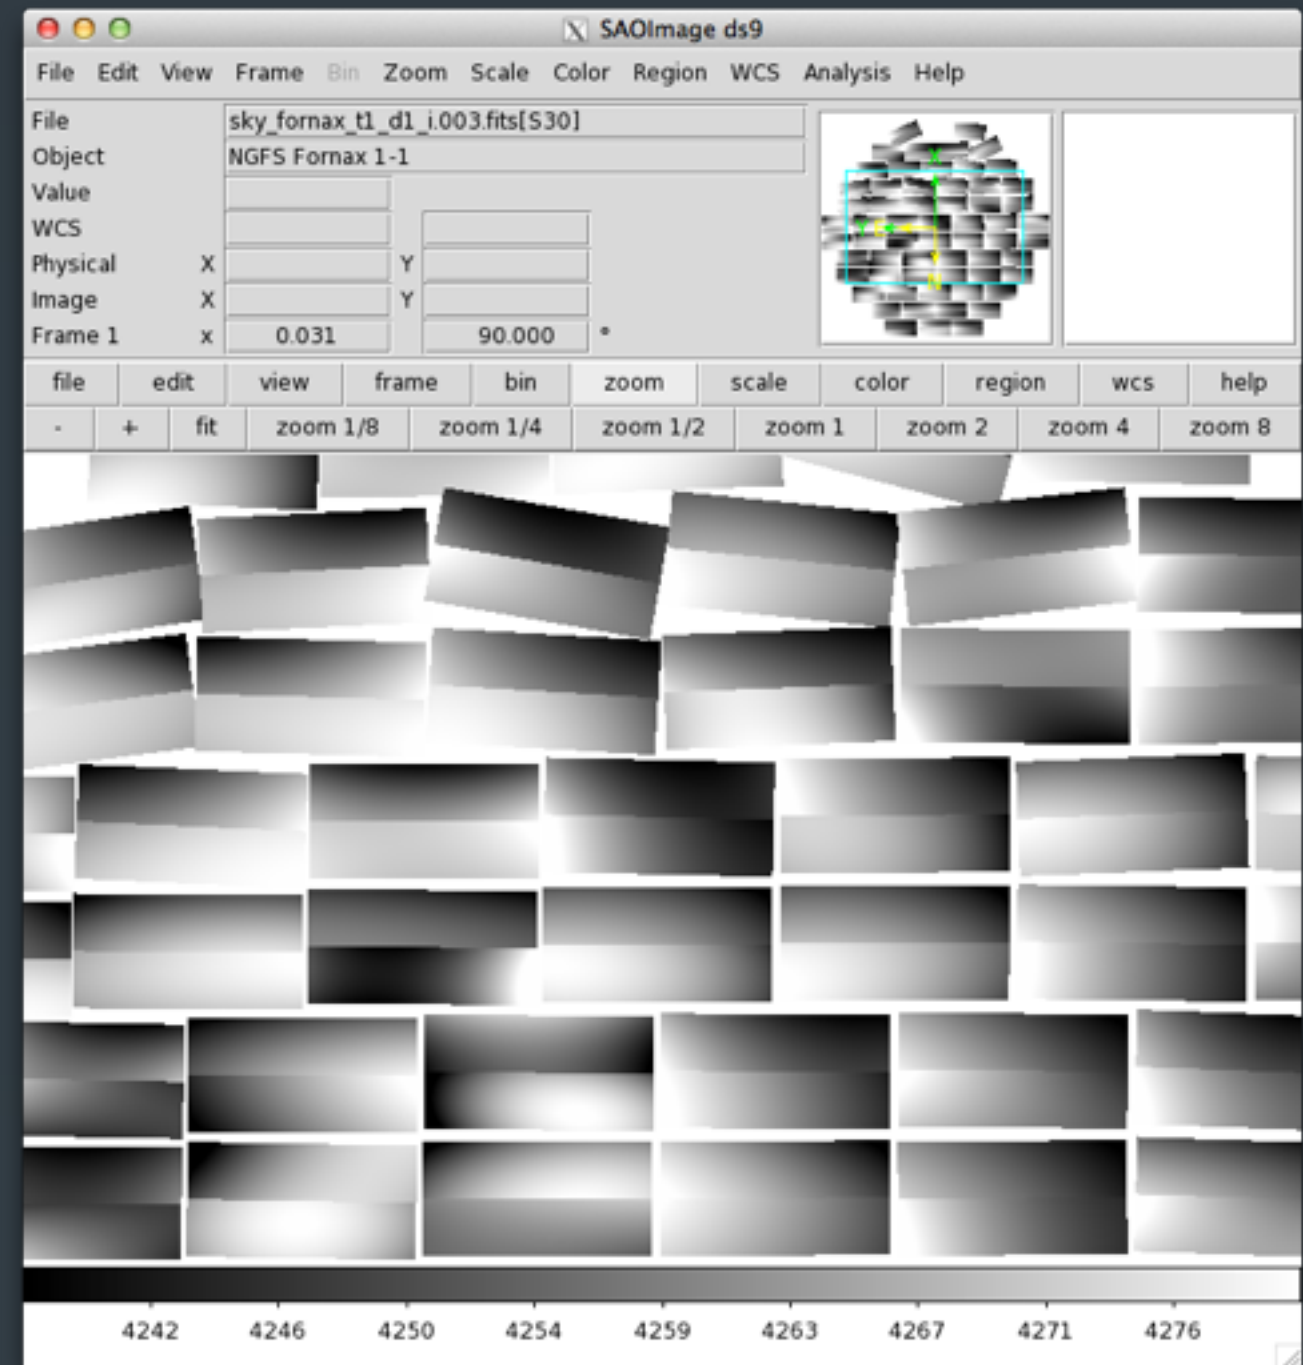 SAOImage ds9
File Edit View Frame Bin Zoom Scale Color Region WCS Analysis Help
File sky_fornax_t1_d1_i.003.fits[S30]
Object NGFS Fornax 1-1
Value
WCS
Physical X Y
Image X Y
Frame 1 x 0.031 90.000 °
X
Y E
N
file edit view frame bin zoom scale color region wcs help
- + fit zoom 1/8 zoom 1/4 zoom 1/2 zoom 1 zoom 2 zoom 4 zoom 8
4242 4246 4250 4254 4259 4263 4267 4271 4276